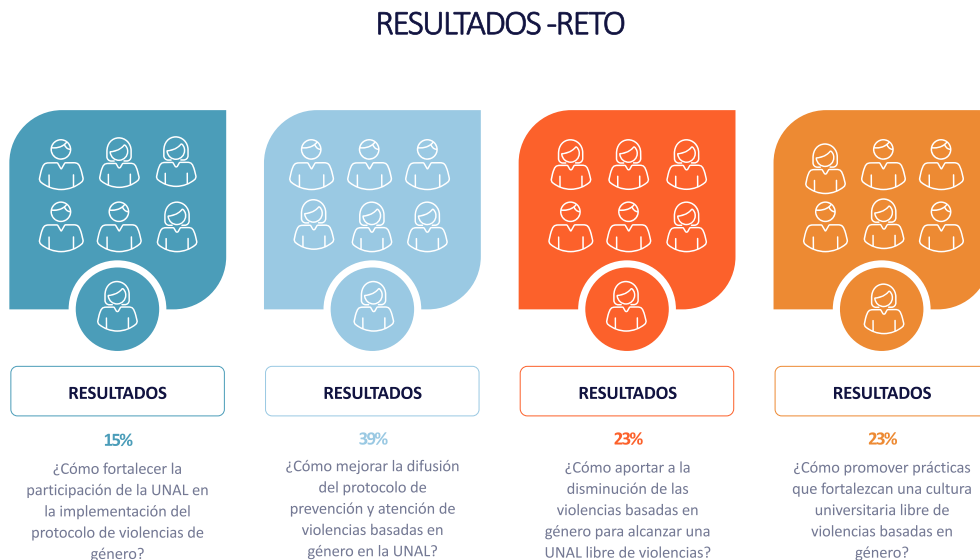 RESULTADOS -RETO
RESULTADOS
15%
¿Cómo fortalecer la
participación de la UNAL en
la implementación del
protocolo de violencias de
género?
RESULTADOS
39%
¿Cómo mejorar la difusión
del protocolo de
prevención y atención de
violencias basadas en
género en la UNAL?
RESULTADOS
23%
¿Cómo aportar a la
disminución de las
violencias basadas en
género para alcanzar una
UNAL libre de violencias?
RESULTADOS
23%
¿Cómo promover prácticas
que fortalezcan una cultura
universitaria libre de
violencias basadas en
género?